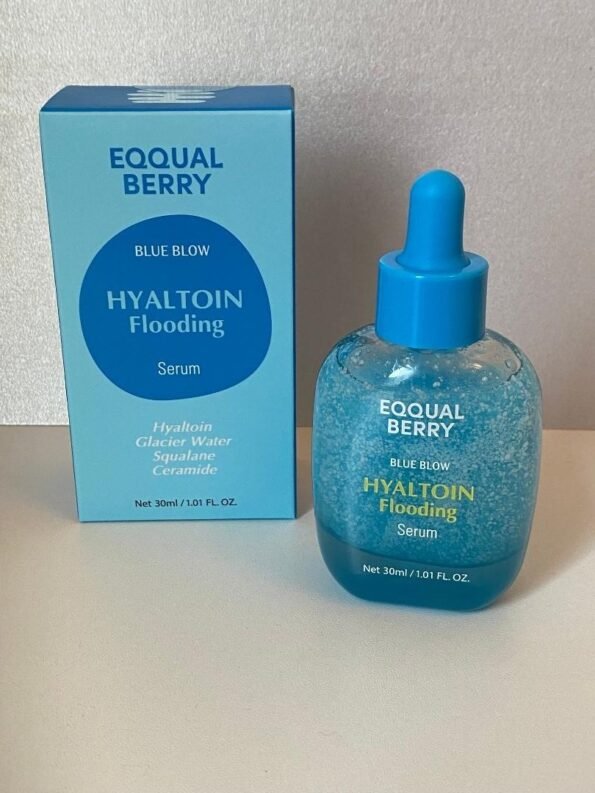 EQQUAL
BERRY
BLUE BLOW
HYALTOIN
Flooding
Serum
Hyaltoin
Glacier Water
Squalane
Ceramide
Net 30ml / 1.01 FL. OZ.
EQQUAL
BERRY
BLUE BLOW
HYALTOIN
Flooding
Serum
Net 30ml / 1.01 FL. OZ.